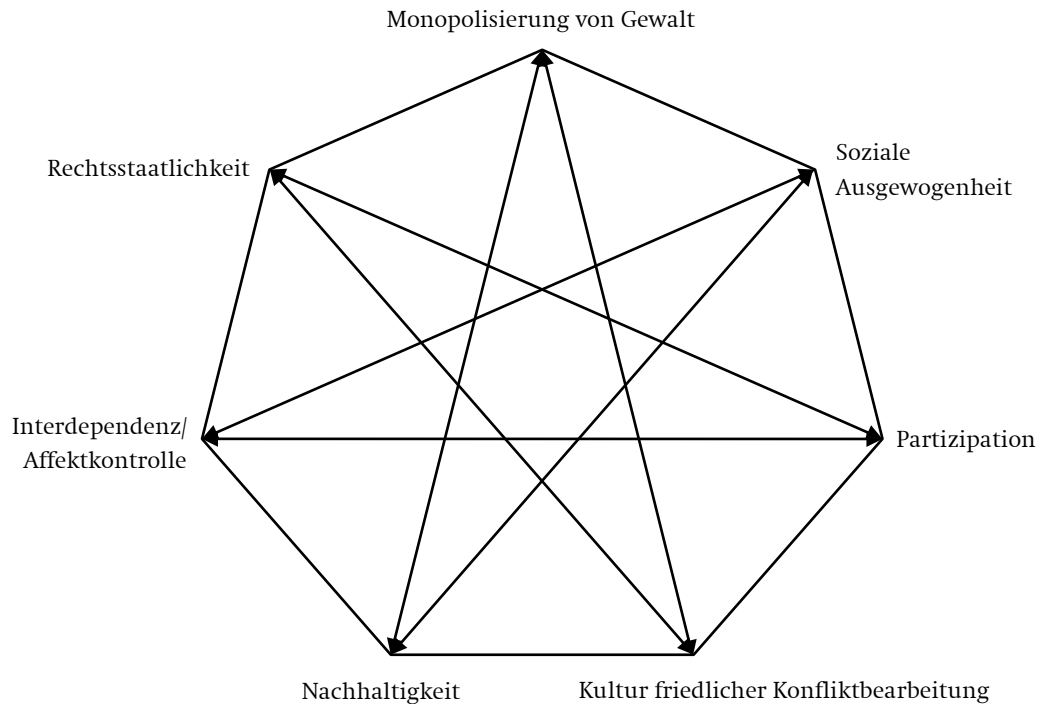 Monopolisierung von Gewalt
Soziale
Ausgewogenheit
Rechtsstaatlichkeit
Interdependenz/
Affektkontrolle
Partizipation
Nachhaltigkeit
Kultur friedlicher Konfliktbearbeitung